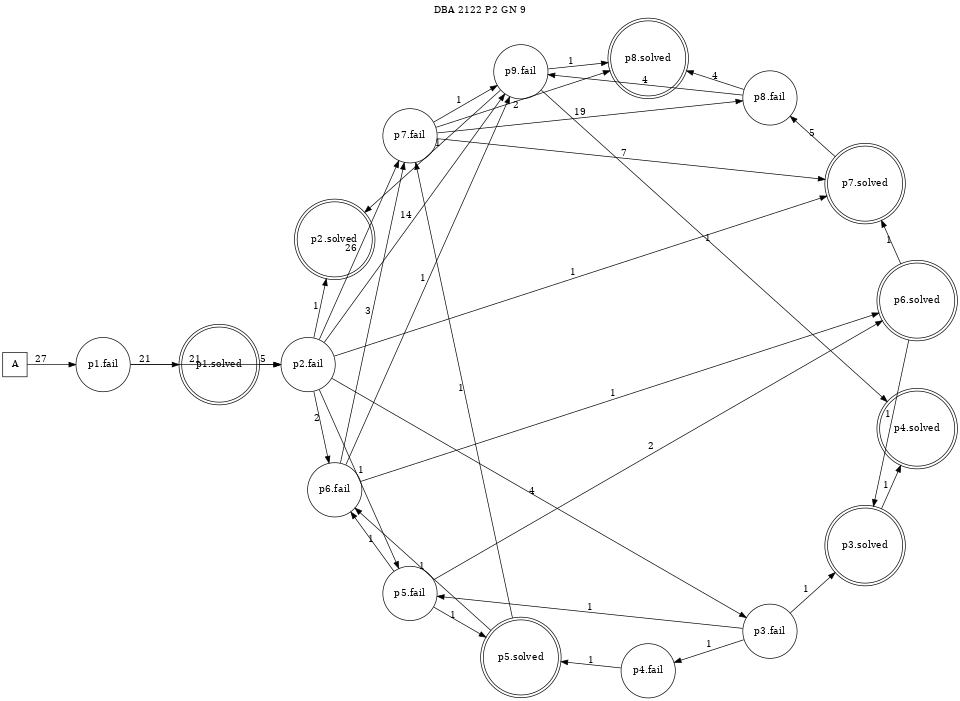 DBA 2122 P2 GN 9
p9.fail
1
p8.solved
4
4
p8.fail
1
2
19
p7.fail
5
1
7
p7.solved
14
1
p2.solved
26
1
1
1
1
3
p6.solved
1
A
27
p1.fail
21
21
p1.solved
5
p2.fail
1
1
2
1
p4.solved
2
1
p6.fail
4
1
1
1
p3.solved
p5.fail
1
1
1
p3.fail
1
p5.solved
1
p4.fail